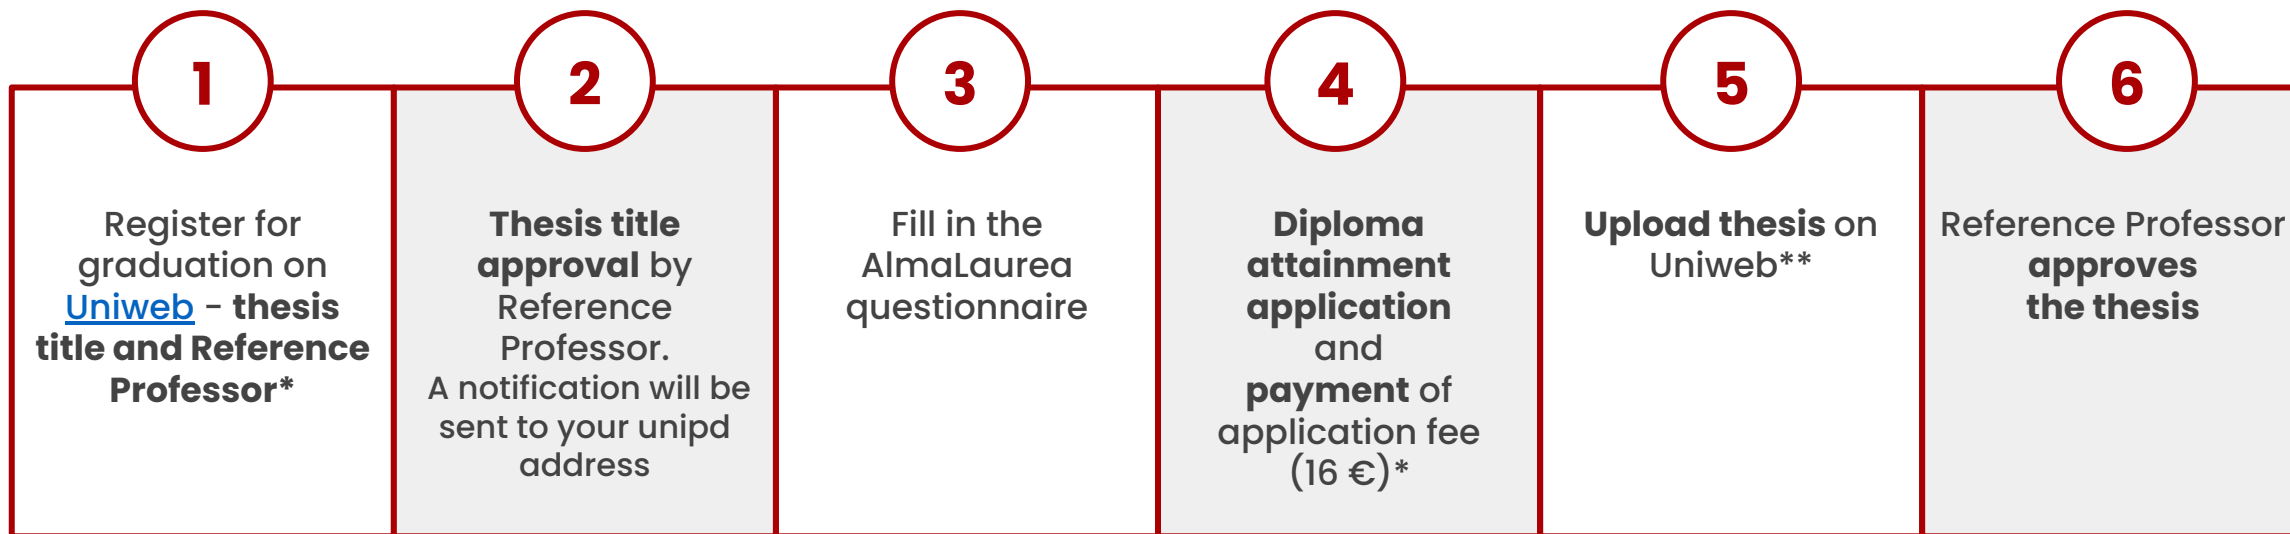 1
Register for
graduation on
Uniweb - thesis
title and Reference
Professor*
2
Thesis title
approval by
Reference
Professor.
A notification will be
sent to your unipd
address
3
Fill in the
AlmaLaurea
questionnaire
4
Diploma
attainment
application
and
payment of
application fee
(16 €)*
5
Upload thesis on
Uniweb**
6
Reference Professor
approves
the thesis